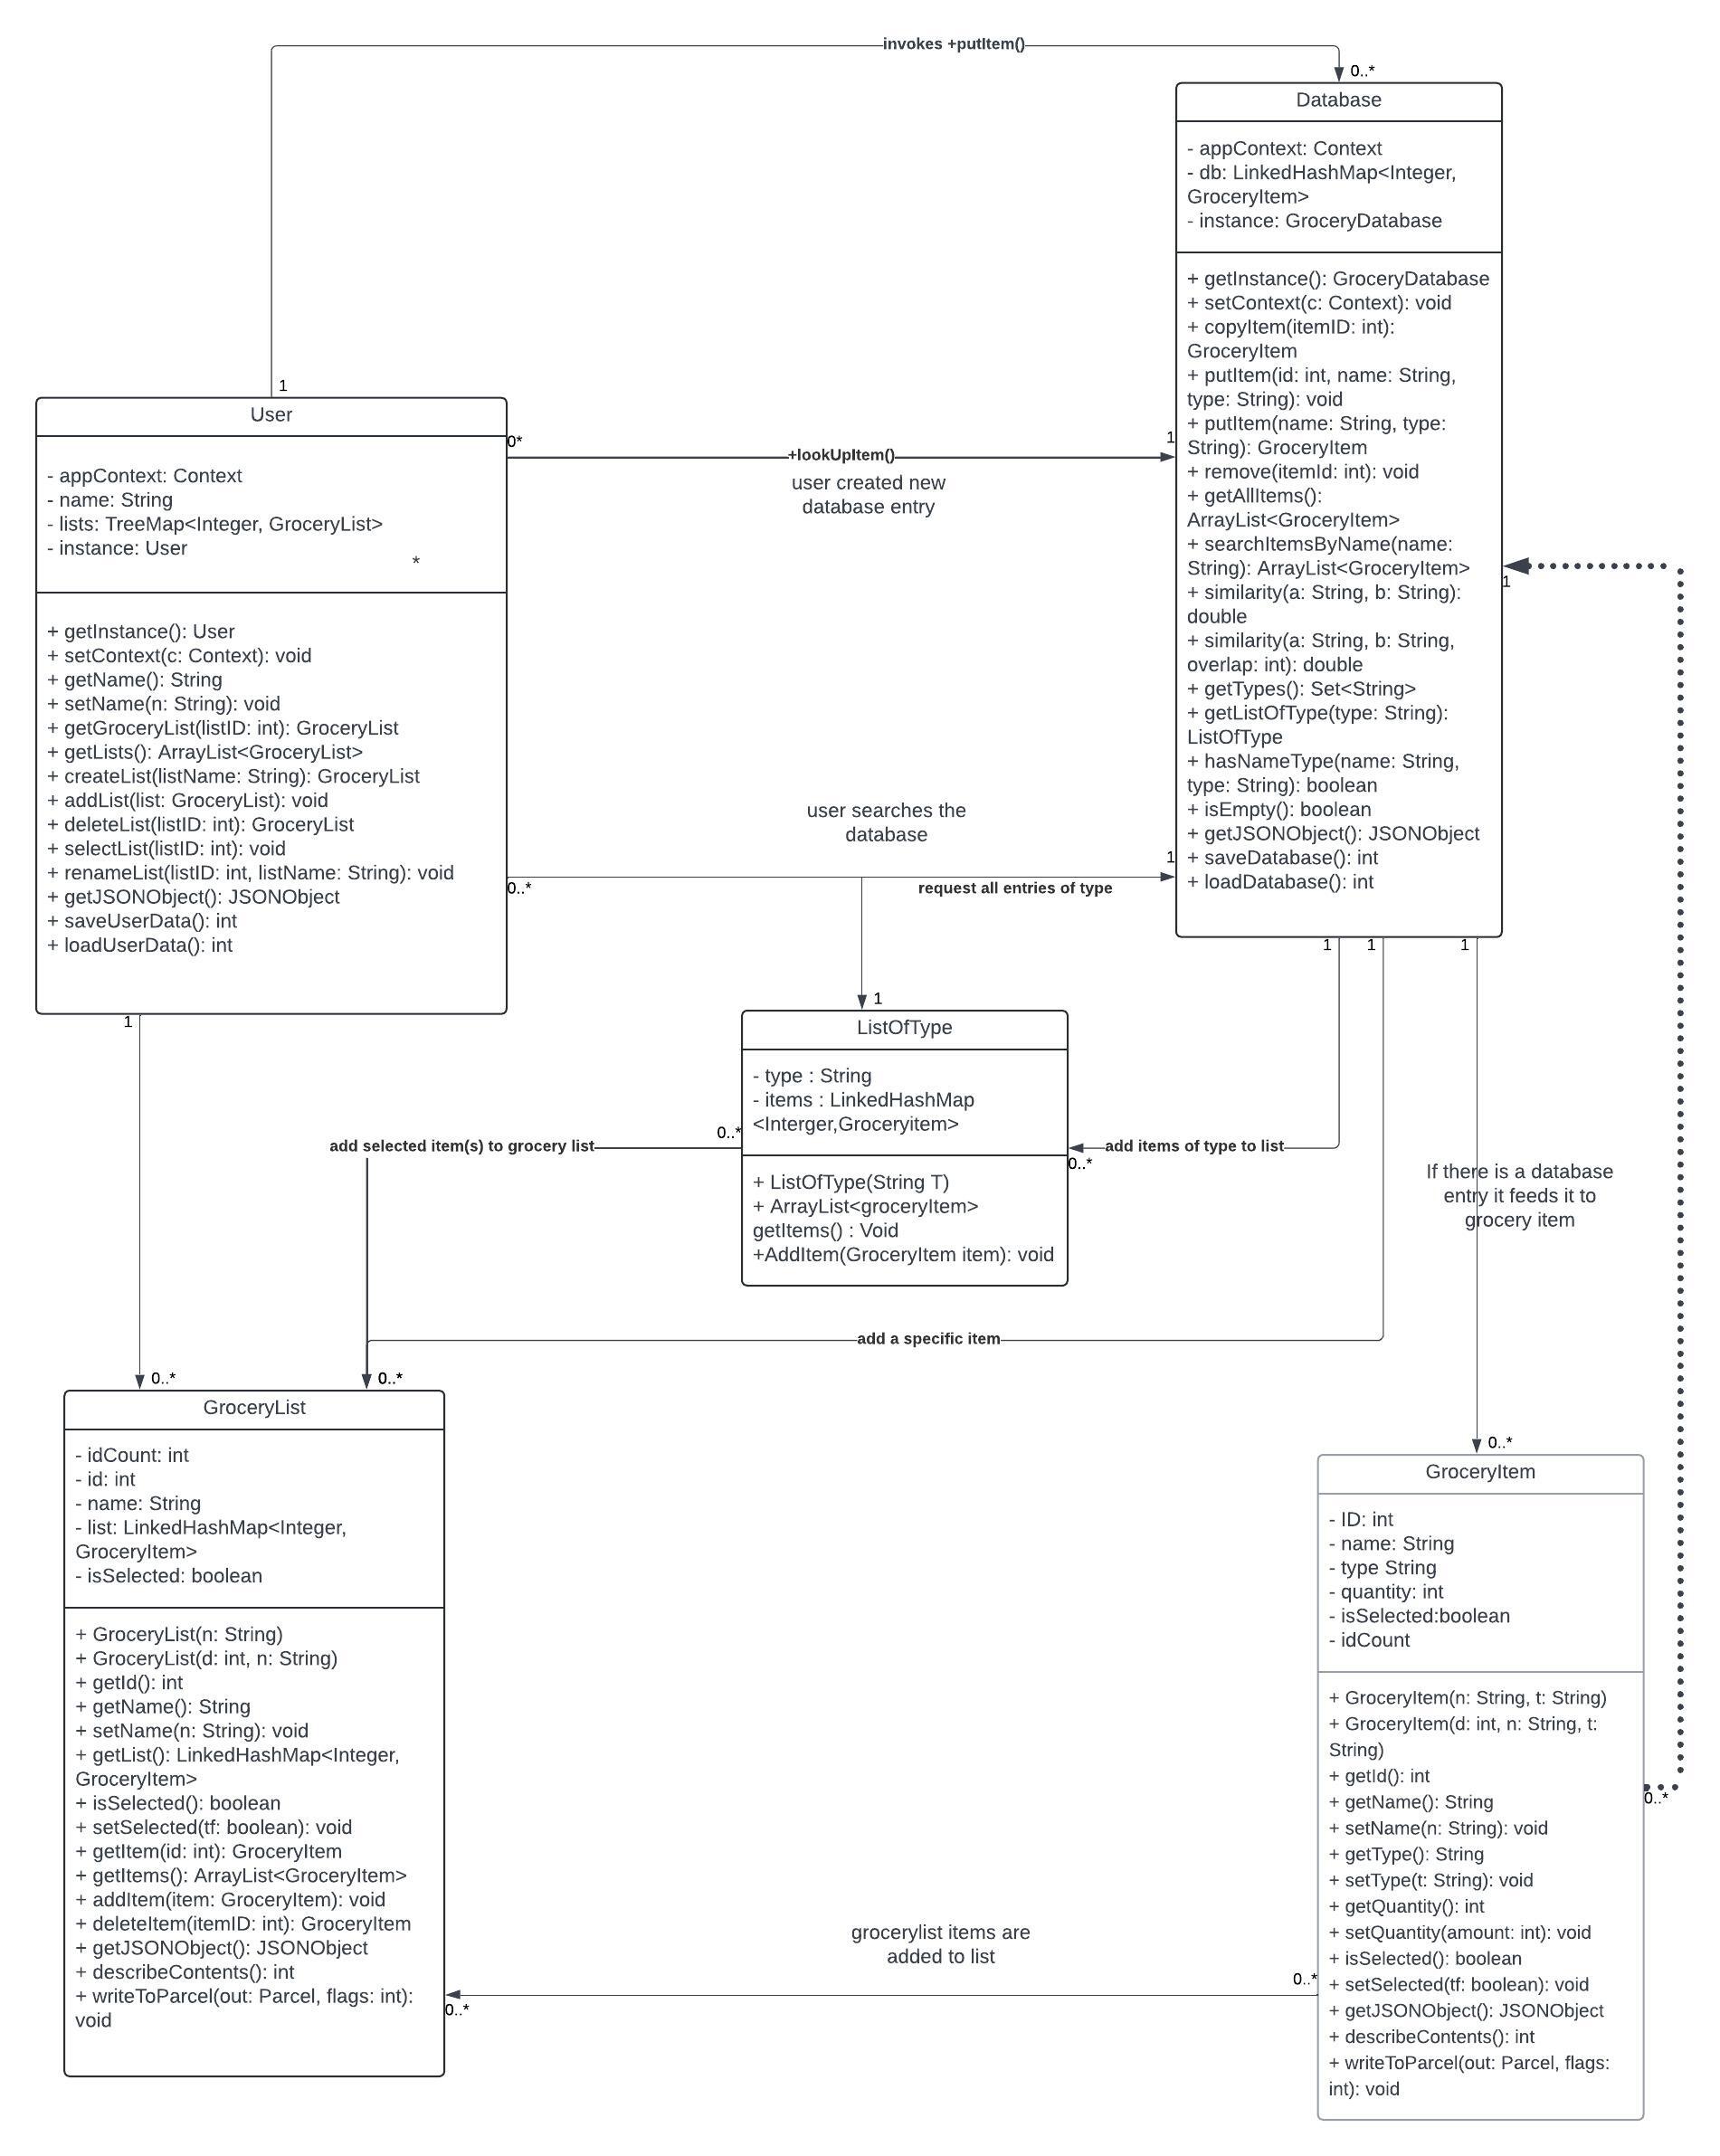 invokes +putItem()
0..*
Database
- appContext: Context
- db: LinkedHashMap<Integer,
GroceryItem>
- instance: GroceryDatabase
+ getInstance(): GroceryDatabase
+ setContext(c: Context): void
+ copyItem(itemID: int):
GroceryItem
+ putItem(id: int, name: String,
type: String): void
+ putItem(name: String, type:
String): GroceryItem
+ remove(itemId: int): void
+ getAllItems():
ArrayList<GroceryItem>
+ searchItemsByName(name:
String): ArrayList<GroceryItem>
+ similarity(a: String, b: String):
double
+ similarity(a: String, b: String,
overlap: int): double
+ getTypes(): Set<String>
+ getListOfType(type: String):
ListOfType
+ hasNameType(name: String,
type: String): boolean
+ isEmpty(): boolean
+ getJSONObject(): JSONObject
+ saveDatabase(): int
+ loadDatabase(): int
1
User
- appContext: Context
- name: String
- lists: TreeMap<Integer, GroceryList>
- instance: User
*
+ getInstance(): User
+ setContext(c: Context): void
+ getName(): String
+ setName(n: String): void
+ getGroceryList(listID: int): GroceryList
+ getLists(): ArrayList<GroceryList>
+ createList(listName: String): GroceryList
+ addList(list: GroceryList): void
+ deleteList(listID: int): GroceryList
+ selectList(listID: int): void
+ renameList(listID: int, listName: String): void
+ getJSONObject(): JSONObject
+ saveUserData(): int
+ loadUserData(): int
0*
+lookUpItem()
1
user created new
database entry
1
user searches the
database
1
0..*
request all entries of type
1
1
1
1
1
ListOfType
- type : String
- items : LinkedHashMap
<Interger,Groceryitem>
+ ListOfType(String T)
+ ArrayList<groceryItem>
getItems() : Void
+AddItem(GroceryItem item): void
0..*
add selected item(s) to grocery list
add items of type to list
0..*
If there is a database
entry it feeds it to
grocery item
add a specific item
0..*
0..*
GroceryList
- idCount: int
- id: int
- name: String
- list: LinkedHashMap<Integer,
GroceryItem>
- isSelected: boolean
+ GroceryList(n: String)
+ GroceryList(d: int, n: String)
+ getId(): int
+ getName(): String
+ setName(n: String): void
+ getList(): LinkedHashMap<Integer,
GroceryItem>
+ isSelected(): boolean
+ setSelected(tf: boolean): void
+ getItem(id: int): GroceryItem
+ getItems(): ArrayList<GroceryItem>
+ addItem(item: GroceryItem): void
+ deleteItem(itemID: int): GroceryItem
+ getJSONObject(): JSONObject
+ describeContents(): int
+ writeToParcel(out: Parcel, flags: int):
void
0..*
GroceryItem
- ID: int
- name: String
- type String
- quantity: int
- isSelected:boolean
- idCount
+ GroceryItem(n: String, t: String)
+ GroceryItem(d: int, n: String, t:
String)
+ getId(): int
+ getName(): String
+ setName(n: String): void
+ getType(): String
+ setType(t: String): void
+ getQuantity(): int
+ setQuantity(amount: int): void
+ isSelected(): boolean
+ setSelected(tf: boolean): void
+ getJSONObject(): JSONObject
+ describeContents(): int
+ writeToParcel(out: Parcel, flags:
int): void
0..*
grocerylist items are
added to list
0..*
0..*